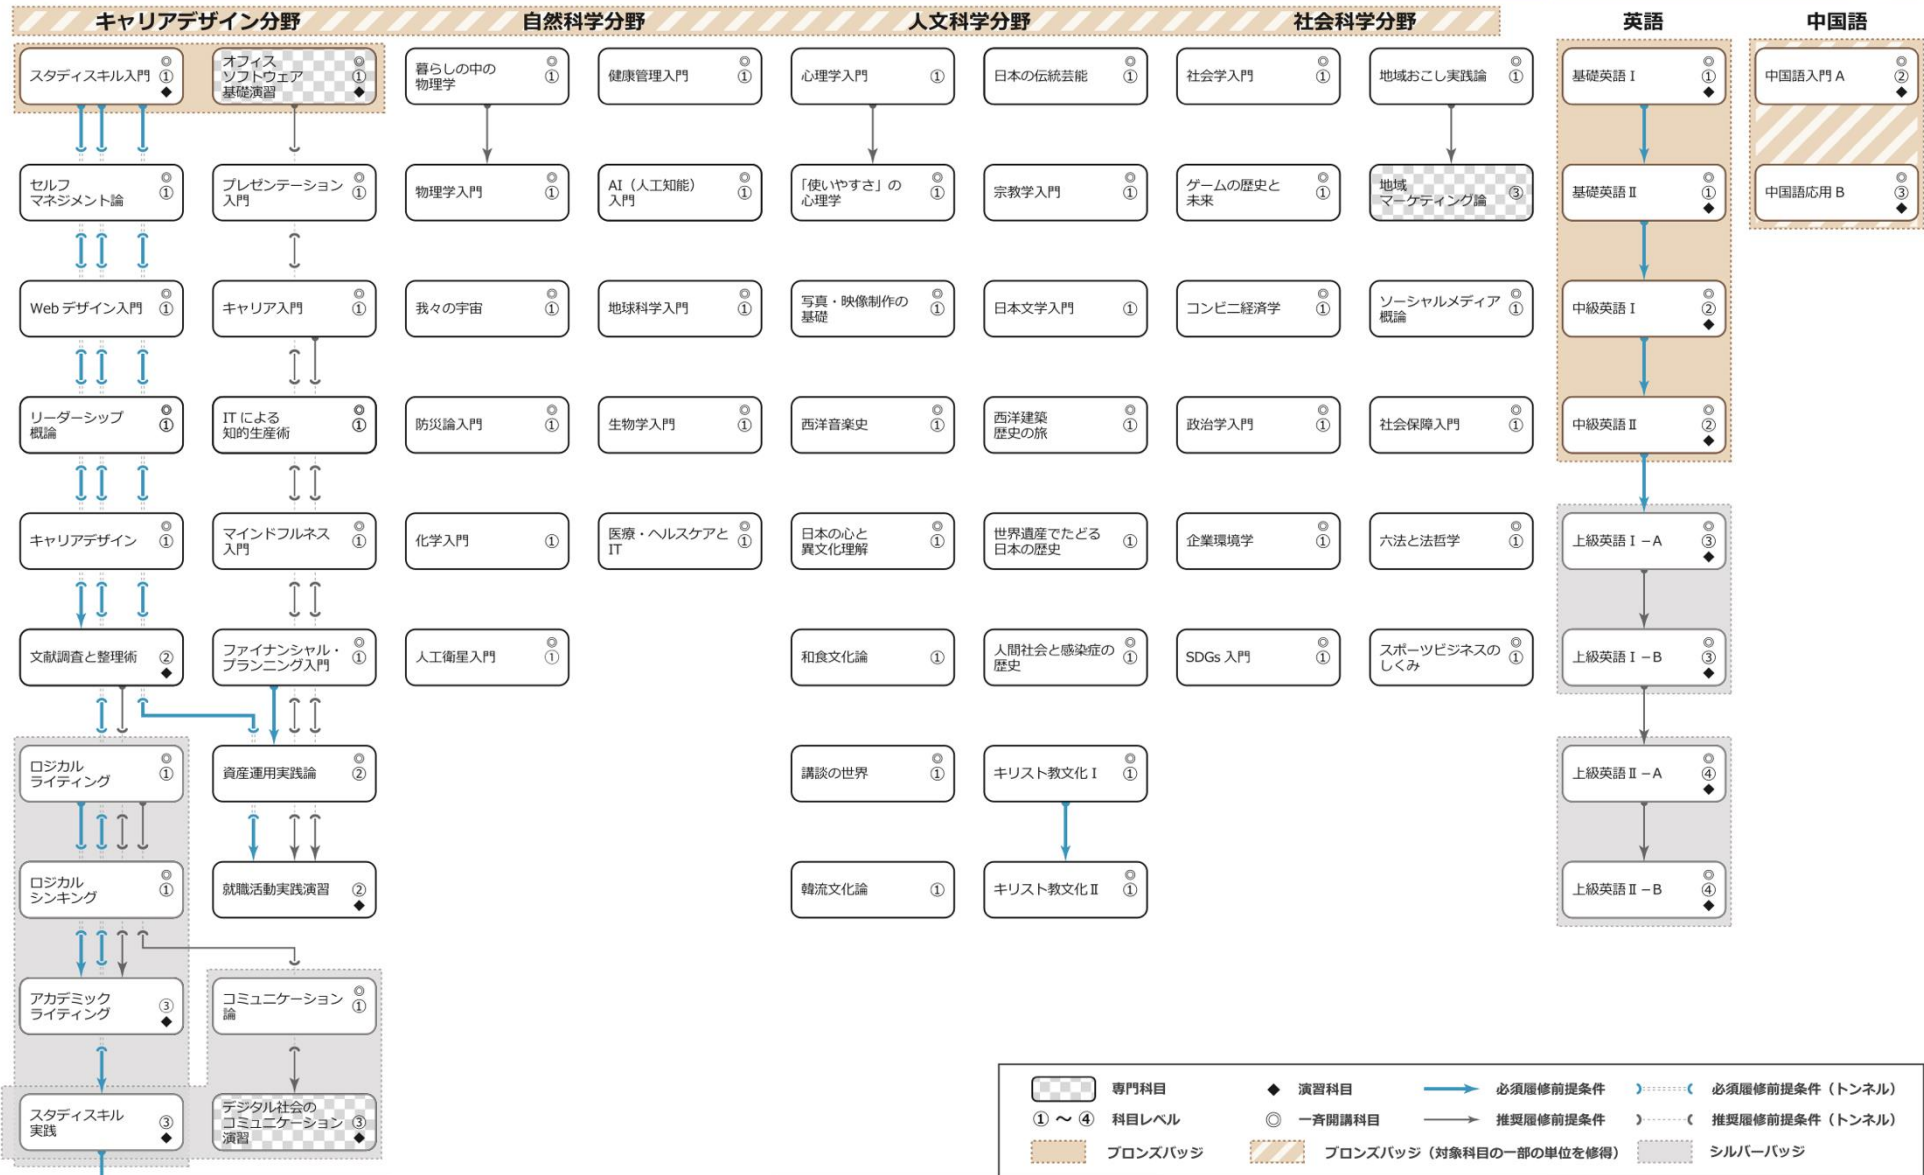 キャリアデザイン分野
自然科学分野
人文科学分野
社会科学分野
英語
中国語
スタディスキル入門
◎
①
◆
オフィス
ソフトウェア
基礎演習
◎
①
◆
暮らしの中の
物理学
◎
①
健康管理入門
◎
①
心理学入門
①
日本の伝統芸能
◎
①
社会学入門
◎
①
地域おこし実践論
◎
①
基礎英語 I
◎
①
◆
中国語入門 A
②
◆
セルフ
マネジメント論
◎
①
プレゼンテーション
入門
◎
①
物理学入門
◎
①
AI（人工知能）
入門
◎
①
「使いやすさ」の
心理学
◎
①
宗教学入門
◎
①
ゲームの歴史と
未来
◎
①
地域
マーケティング論
③
基礎英語 II
◎
①
◆
中国語応用 B
◎
③
◆
Web デザイン入門
◎
①
キャリア入門
◎
①
我々の宇宙
◎
①
地球科学入門
◎
①
写真・映像制作の
基礎
◎
①
日本文学入門
①
コンビニ経済学
◎
①
ソーシャルメディア
概論
◎
①
中級英語 I
◎
②
◆
リーダーシップ
概論
◎
①
IT による
知的生産術
◎
①
防災論入門
◎
①
生物学入門
◎
①
西洋音楽史
◎
①
西洋建築
歴史の旅
◎
①
政治学入門
◎
①
社会保障入門
◎
①
中級英語 II
◎
②
◆
キャリアデザイン
◎
①
マインドフルネス
入門
◎
①
化学入門
①
医療・ヘルスケアと
IT
◎
①
日本の心と
異文化理解
◎
①
世界遺産でたどる
日本の歴史
①
企業環境学
◎
①
六法と法哲学
◎
①
上級英語 I －A
◎
③
◆
文献調査と整理術
②
◆
ファイナンシャル・
プランニング入門
◎
①
人工衛星入門
◎
①
和食文化論
①
人間社会と感染症の
歴史
◎
①
SDGs 入門
◎
①
スポーツビジネスの
しくみ
◎
①
上級英語 I －B
◎
③
◆
ロジカル
ライティング
◎
①
資産運用実践論
◎
②
講談の世界
◎
①
キリスト教文化 I
◎
①
上級英語 II －A
◎
④
◆
ロジカル
シンキング
◎
①
就職活動実践演習
②
◆
韓流文化論
①
キリスト教文化 II
◎
①
上級英語 II －B
◎
④
◆
アカデミック
ライティング
③
◆
コミュニケーション
論
◎
①
スタディスキル
実践
③
◆
デジタル社会の
コミュニケーション
演習
③
◆
専門科目
◆ 演習科目
必須履修前提条件
必須履修前提条件（トンネル）
①～④ 科目レベル
◎ 一斉開講科目
推奨履修前提条件
推奨履修前提条件（トンネル）
ブロンズバッジ
ブロンズバッジ（対象科目の一部の単位を修得）
シルバーバッジ